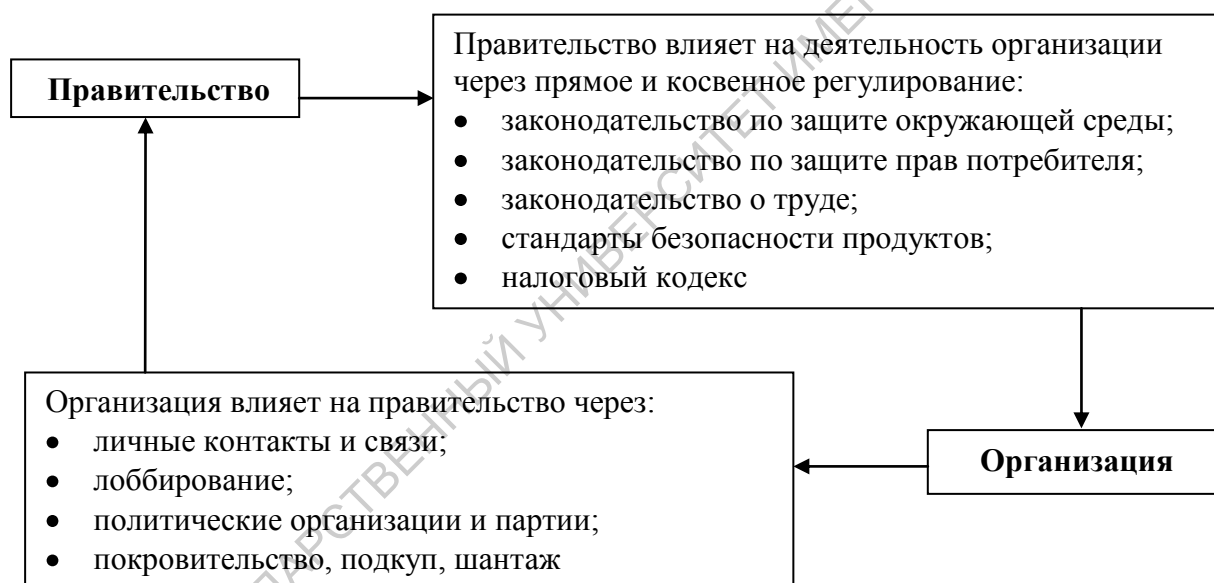 Правительство
Правительство влияет на деятельность организации
через прямое и косвенное регулирование:
• законодательство по защите окружающей среды;
• законодательство по защите прав потребителя;
• законодательство о труде;
• стандарты безопасности продуктов;
• налоговый кодекс
Организация влияет на правительство через:
• личные контакты и связи;
• лоббирование;
• политические организации и партии;
• покровительство, подкуп, шантаж
Организация
УНИВЕРСИТЕТ